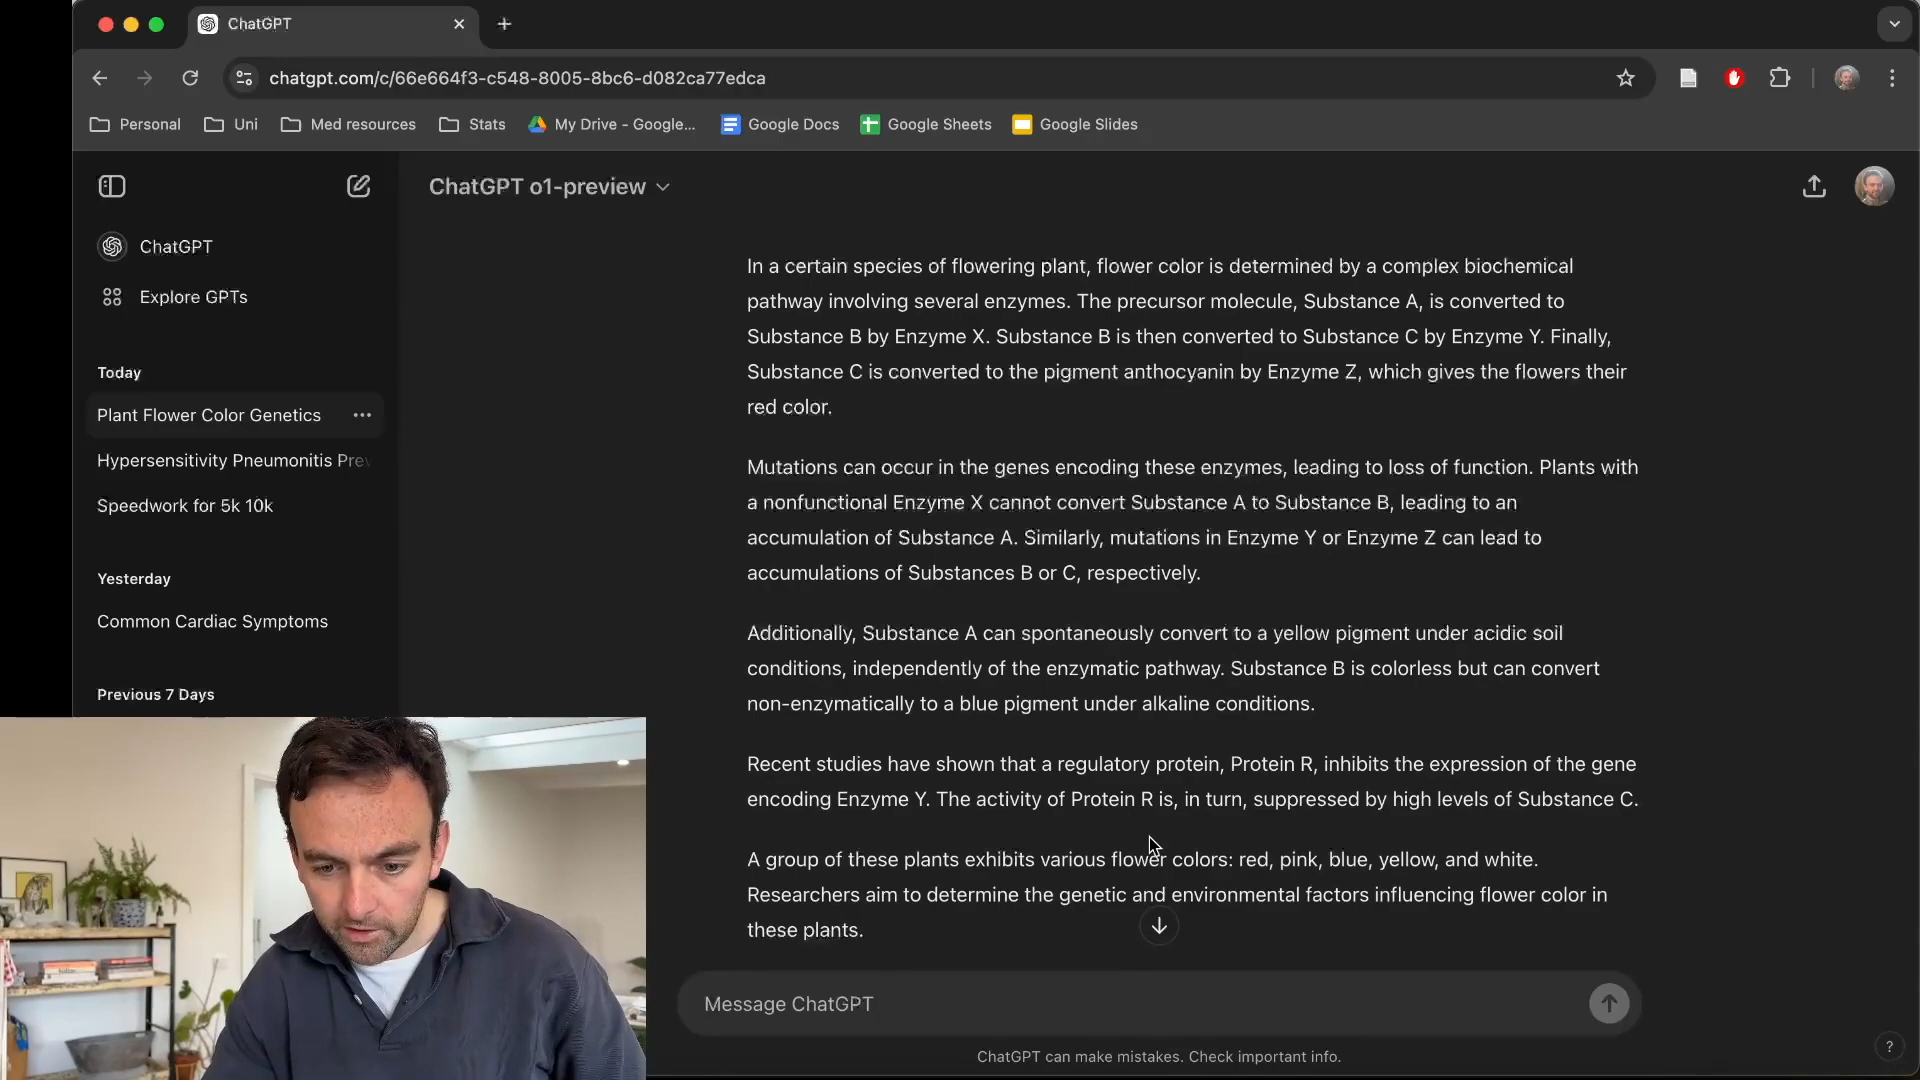 ChatGPT
chatgpt.com/c/66e664f3-c548-8005-8bc6-d082ca77edca
Personal
Uni
Med resources
Stats
My Drive - Google...
Google Docs
Google Sheets
Google Slides
ChatGPT o1-preview
ChatGPT
Explore GPTs
Today
Plant Flower Color Genetics
Hypersensitivity Pneumonitis Prev
Speedwork for 5k 10k
Yesterday
Common Cardiac Symptoms
Previous 7 Days
In a certain species of flowering plant, flower color is determined by a complex biochemical
pathway involving several enzymes. The precursor molecule, Substance A, is converted to
Substance B by Enzyme X. Substance B is then converted to Substance C by Enzyme Y. Finally,
Substance C is converted to the pigment anthocyanin by Enzyme Z, which gives the flowers their
red color.
Mutations can occur in the genes encoding these enzymes, leading to loss of function. Plants with
a nonfunctional Enzyme X cannot convert Substance A to Substance B, leading to an
accumulation of Substance A. Similarly, mutations in Enzyme Y or Enzyme Z can lead to
accumulations of Substances B or C, respectively.
Additionally, Substance A can spontaneously convert to a yellow pigment under acidic soil
conditions, independently of the enzymatic pathway. Substance B is colorless but can convert
non-enzymatically to a blue pigment under alkaline conditions.
Recent studies have shown that a regulatory protein, Protein R, inhibits the expression of the gene
encoding Enzyme Y. The activity of Protein R is, in turn, suppressed by high levels of Substance C.
A group of these plants exhibits various flower colors: red, pink, blue, yellow, and white.
Researchers aim to determine the genetic and environmental factors influencing flower color in
these plants.
Message ChatGPT
ChatGPT can make mistakes. Check important info.
?